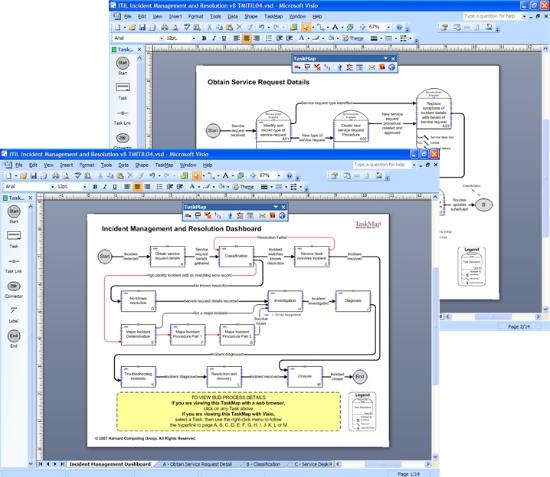 ITIL Incident Management and Resolution v8 TMITIL04.vsd - Microsoft Visio
File Edit View Insert Format Tools Data Shape TaskMap Window Help
Type a question for help
Arial 12pt. Theme 67%
Task...
TaskMap
Start
Task
Task Link
Connector
Obtain Service Request Details
Start
Service request received
Identify and record type of service request
Service request type identified
New type of service request
Create new service request Procedure
New service request procedure created and approved
Replace symptoms of incident details with details of service request
Routine updates scheduled
B
Legend
Page 2/14
ITIL Incident Management and Resolution v8 TMITIL04.vsd - Microsoft Visio
File Edit View Insert Format Tools Data Shape TaskMap Window Help
Type a question for help
Arial 12pt. Theme 67%
Task...
TaskMap
Start
Task
Task Link
Connector
Label
End
Incident Management and Resolution Dashboard
TaskMap
Resolution Failed
Start
Incident detected
Obtain service request details
Service request details gathered
Classification
Incident matches known resolution
Service desk resolves incident
High priority incident with no matching error record
No known resolution
No known resolution
Service request details recorded
Investigation
Incident investigated
Diagnosis
For a major incident
Major Incident Determination
Major Incident Procedure Part 1
Major Incident Procedure Part 2
Solution found
Incident diagnosed
Troubleshooting incidents
Incident diagnosed
Resolution and recovery
Incident resolved
Closure
Incident closed
End
TO VIEW SUB-PROCESS DETAILS
If you are viewing this TaskMap with a web browser,
click on any Task above
If you are viewing this TaskMap with Visio,
select a Task, then use the right-click menu to follow
the hyperlink to page A, B, C, D, E, F, G, H, I, J, K, L or M
Legend
© 2007 Harvard Computing Group. All Rights Reserved.
Incident Management Dashboard A - Obtain Service Request Detail B - Classification C - Service Desk
Page 1/14